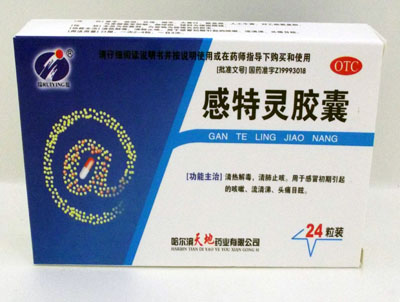 请仔细阅读说明书并按说明使用或在药师指导下购买和使用
[批准文号] 国药准字Z19993018
OTC
感特灵胶囊
GAN TE LING JIAO NANG
[功能主治] 清热解毒，清肺止咳。用于感冒初期引起
的咳嗽、流清涕、头痛目眩。
24粒装
哈尔滨天地药业有限公司
HARBIN TIAN DI YAO YE YOU XIAN GONG SI